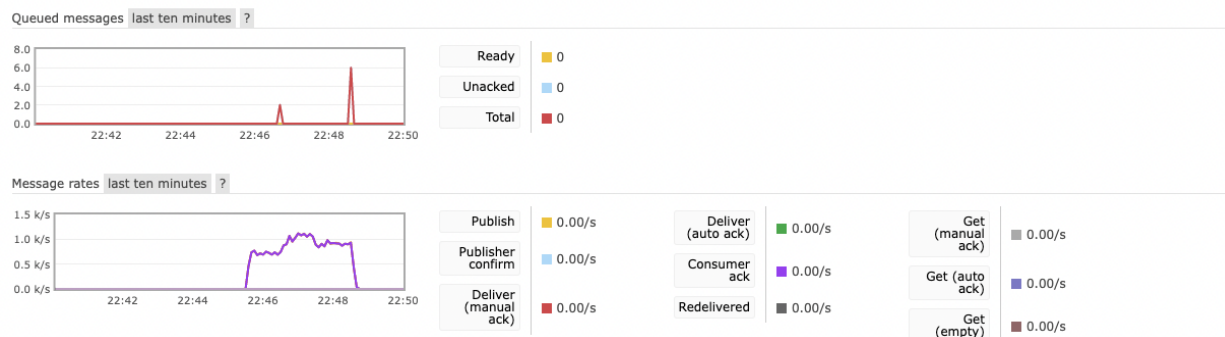 Queued messages last ten minutes ?
8.0
6.0
4.0
2.0
0.0
22:42 22:44 22:46 22:48 22:50
Ready 0
Unacked 0
Total 0
Message rates last ten minutes ?
1.5 k/s
1.0 k/s
0.5 k/s
0.0 k/s
22:42 22:44 22:46 22:48 22:50
Publish 0.00/s
Publisher
confirm 0.00/s
Deliver
(manual
ack) 0.00/s
Deliver
(auto ack) 0.00/s
Consumer
ack 0.00/s
Redelivered 0.00/s
Get
(manual
ack) 0.00/s
Get (auto
ack) 0.00/s
Get
(empty) 0.00/s